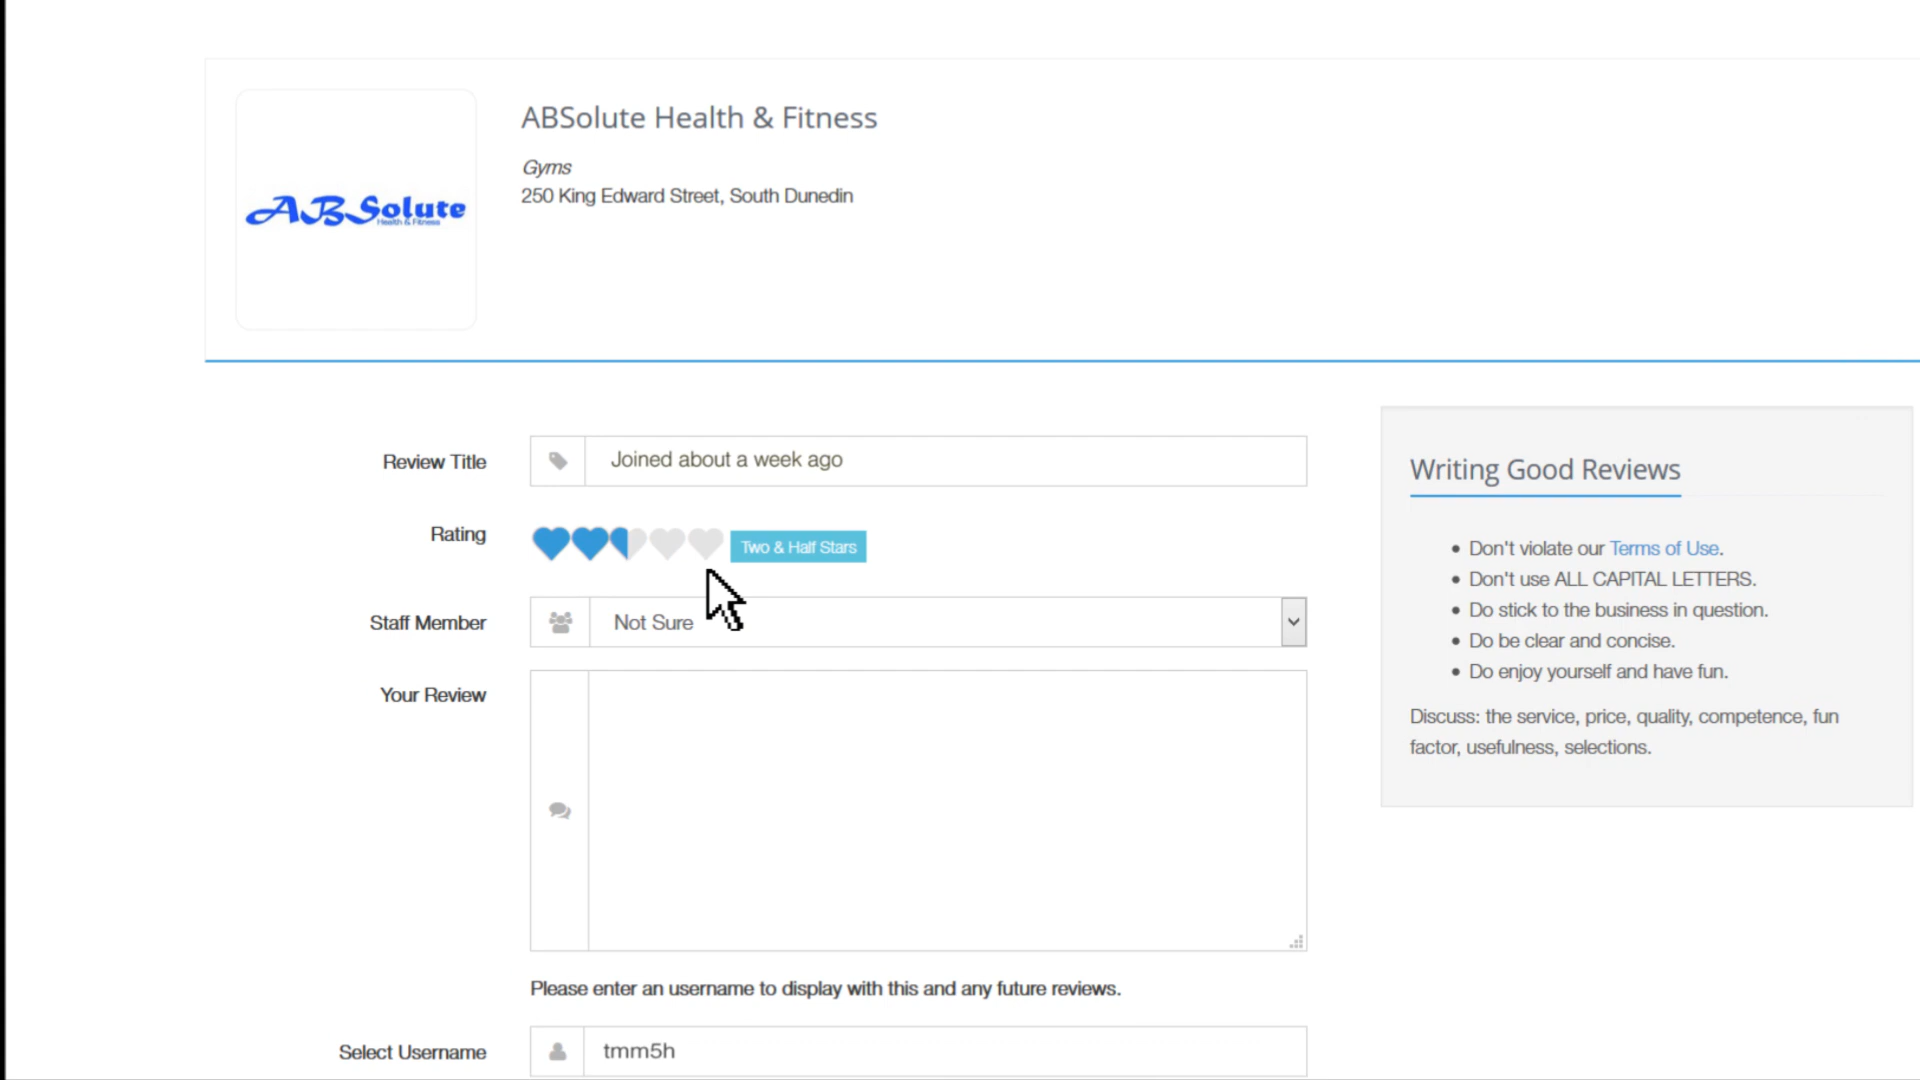 ABSolute Health & Fitness
Gyms
250 King Edward Street, South Dunedin
ABSolute
Health & Fitness
Review Title
Joined about a week ago
Rating
Two & Half Stars
Staff Member
Not Sure
Your Review
Please enter an username to display with this and any future reviews.
Select Username
tmm5h
Writing Good Reviews
• Don't violate our Terms of Use.
• Don't use ALL CAPITAL LETTERS.
• Do stick to the business in question.
• Do be clear and concise.
• Do enjoy yourself and have fun.
Discuss: the service, price, quality, competence, fun
factor, usefulness, selections.